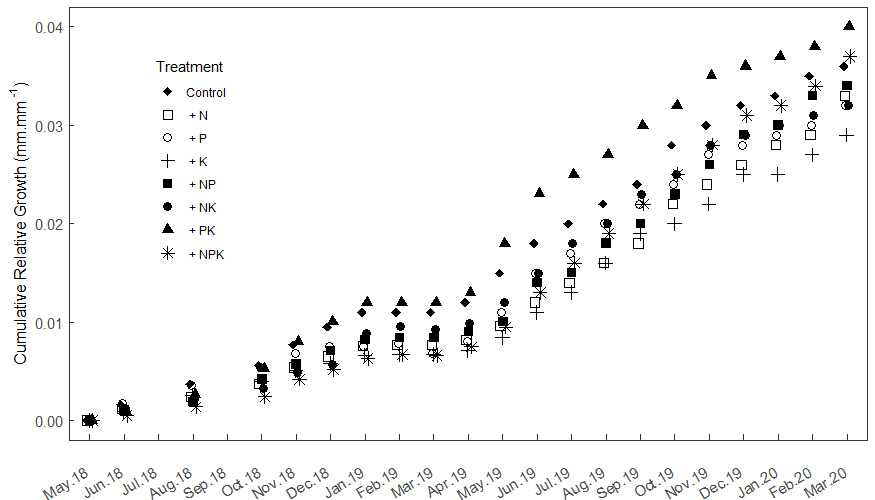 0.04
0.03
0.02
0.01
0.00
Cumulative Relative Growth (mm.mm⁻¹)
Treatment
Control
+ N
+ P
+ K
+ NP
+ NK
+ PK
+ NPK
May.18 Jun.18 Jul.18 Aug.18 Sep.18 Oct.18 Nov.18 Dec.18 Jan.19 Feb.19 Mar.19 Apr.19 May.19 Jun.19 Jul.19 Aug.19 Sep.19 Oct.19 Nov.19 Dec.19 Jan.20 Feb.20 Mar.20